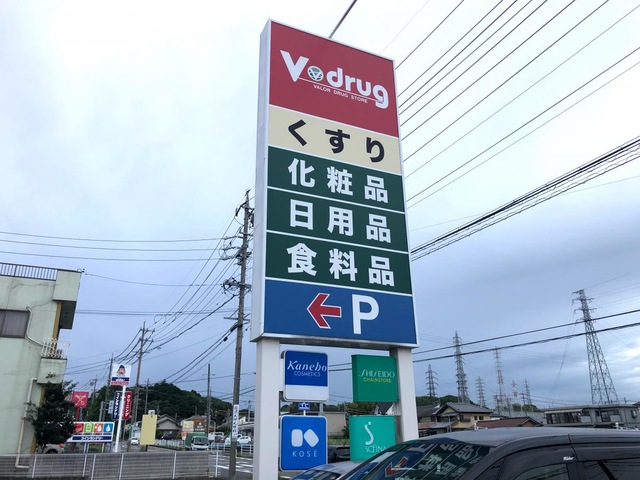 V drug
VALOR DRUG STORE
くすり
化粧品
日用品
食料品
P
Kanebo
COSMETICS
SHISEIDO
CHAINSTORE
KOSÉ